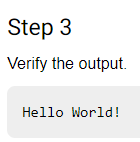 Step 3
Verify the output.
Hello World!